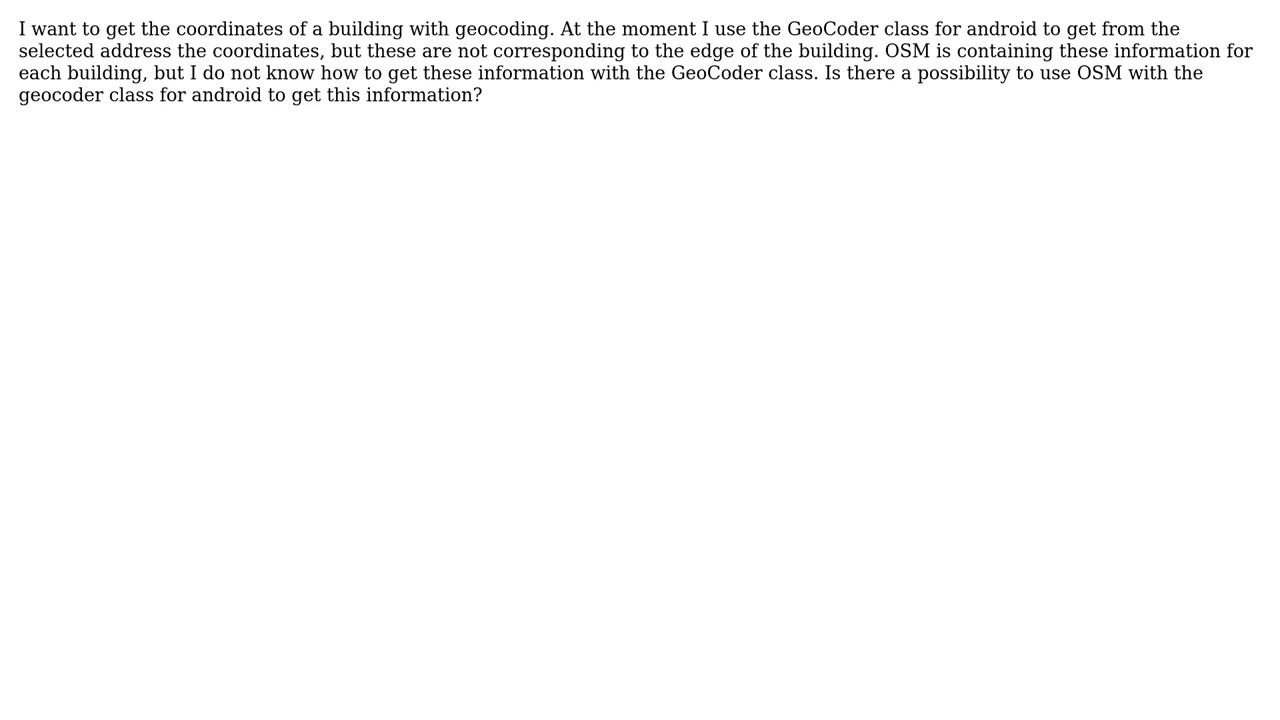 I want to get the coordinates of a building with geocoding. At the moment I use the GeoCoder class for android to get from the
selected address the coordinates, but these are not corresponding to the edge of the building. OSM is containing these information for
each building, but I do not know how to get these information with the GeoCoder class. Is there a possibility to use OSM with the
geocoder class for android to get this information?